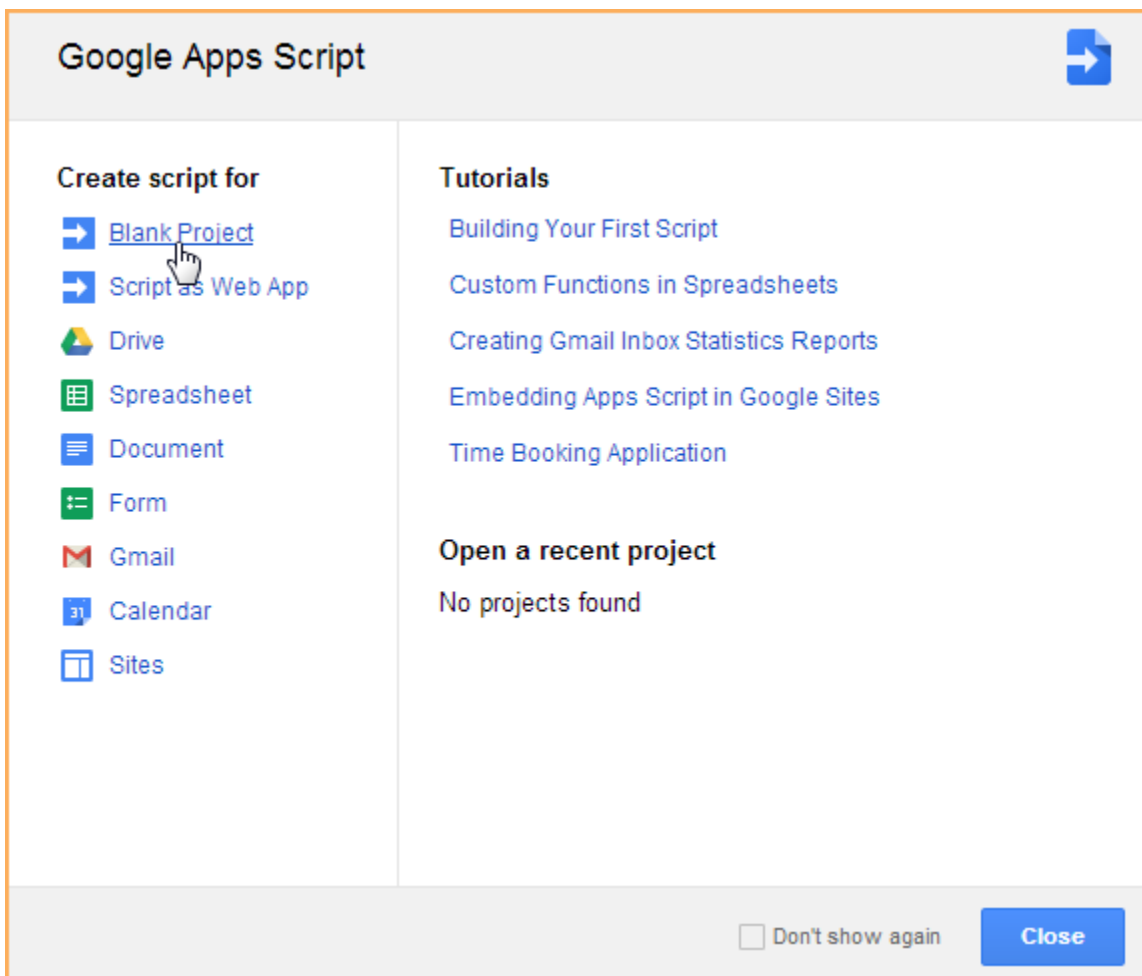 Google Apps Script
Create script for
Blank Project
Script as Web App
Drive
Spreadsheet
Document
Form
Gmail
31
Calendar
Sites
Tutorials
Building Your First Script
Custom Functions in Spreadsheets
Creating Gmail Inbox Statistics Reports
Embedding Apps Script in Google Sites
Time Booking Application
Open a recent project
No projects found
Don't show again
Close